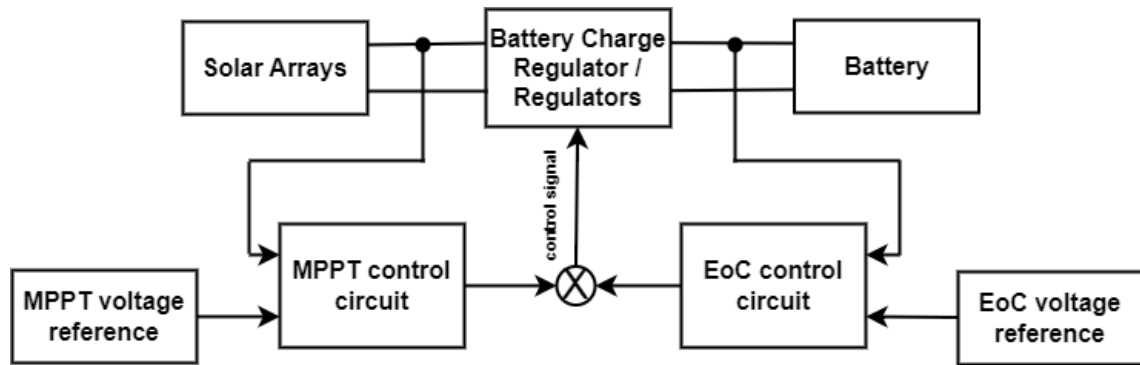 Solar Arrays
Battery Charge
Regulator /
Regulators
Battery
control signal
MPPT control
circuit
EoC control
circuit
MPPT voltage
reference
EoC voltage
reference